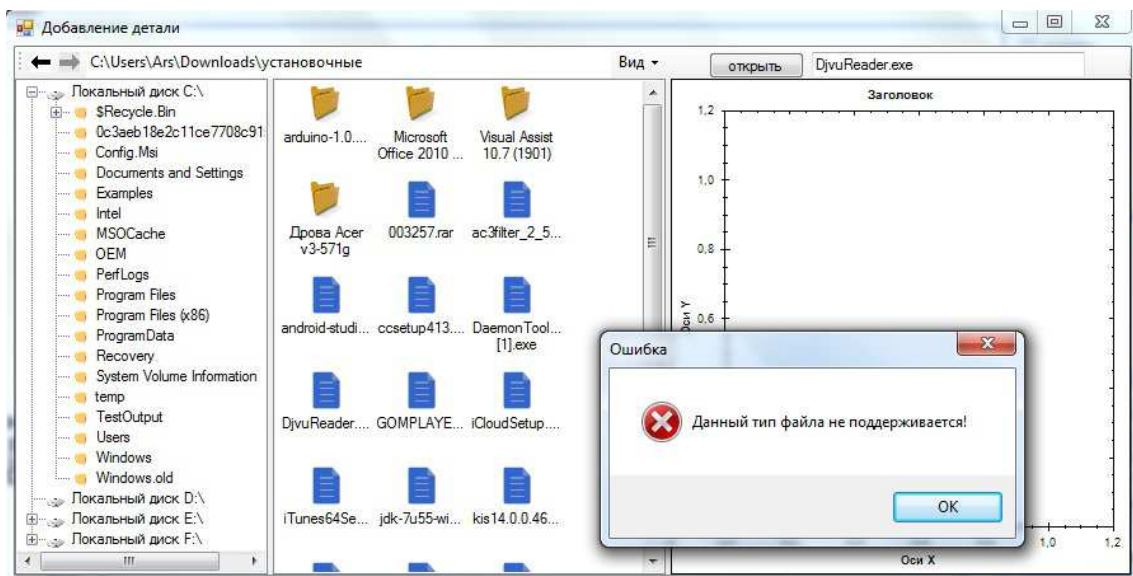 Добавление детали
C:\Users\Ars\Downloads\установочные
Вид
открыть
DjvuReader.exe
Локальный диск C:\
$Recycle.Bin
0c3aeb18e2c11ce7708c91
Config.Msi
Documents and Settings
Examples
Intel
MSOCache
OEM
PerfLogs
Program Files
Program Files (x86)
ProgramData
Recovery
System Volume Information
temp
TestOutput
Users
Windows
Windows.old
Локальный диск D:\
Локальный диск E:\
Локальный диск F:\
arduino-1.0....
Microsoft
Office 2010 ...
Visual Assist
10.7 (1901)
Дрова Acer
v3-571g
003257.rar
ac3filter_2_5...
android-studi...
ccsetup413....
DaemonTool...
[1].exe
DjvuReader....
GOMPLAYE...
iCloudSetup....
iTunes64Se...
jdk-7u55-wi...
kis14.0.0.46...
Заголовок
1,2
1,0
0,8
0,6
Оси Y
1,0
1,2
Оси X
Ошибка
Данный тип файла не поддерживается!
OK